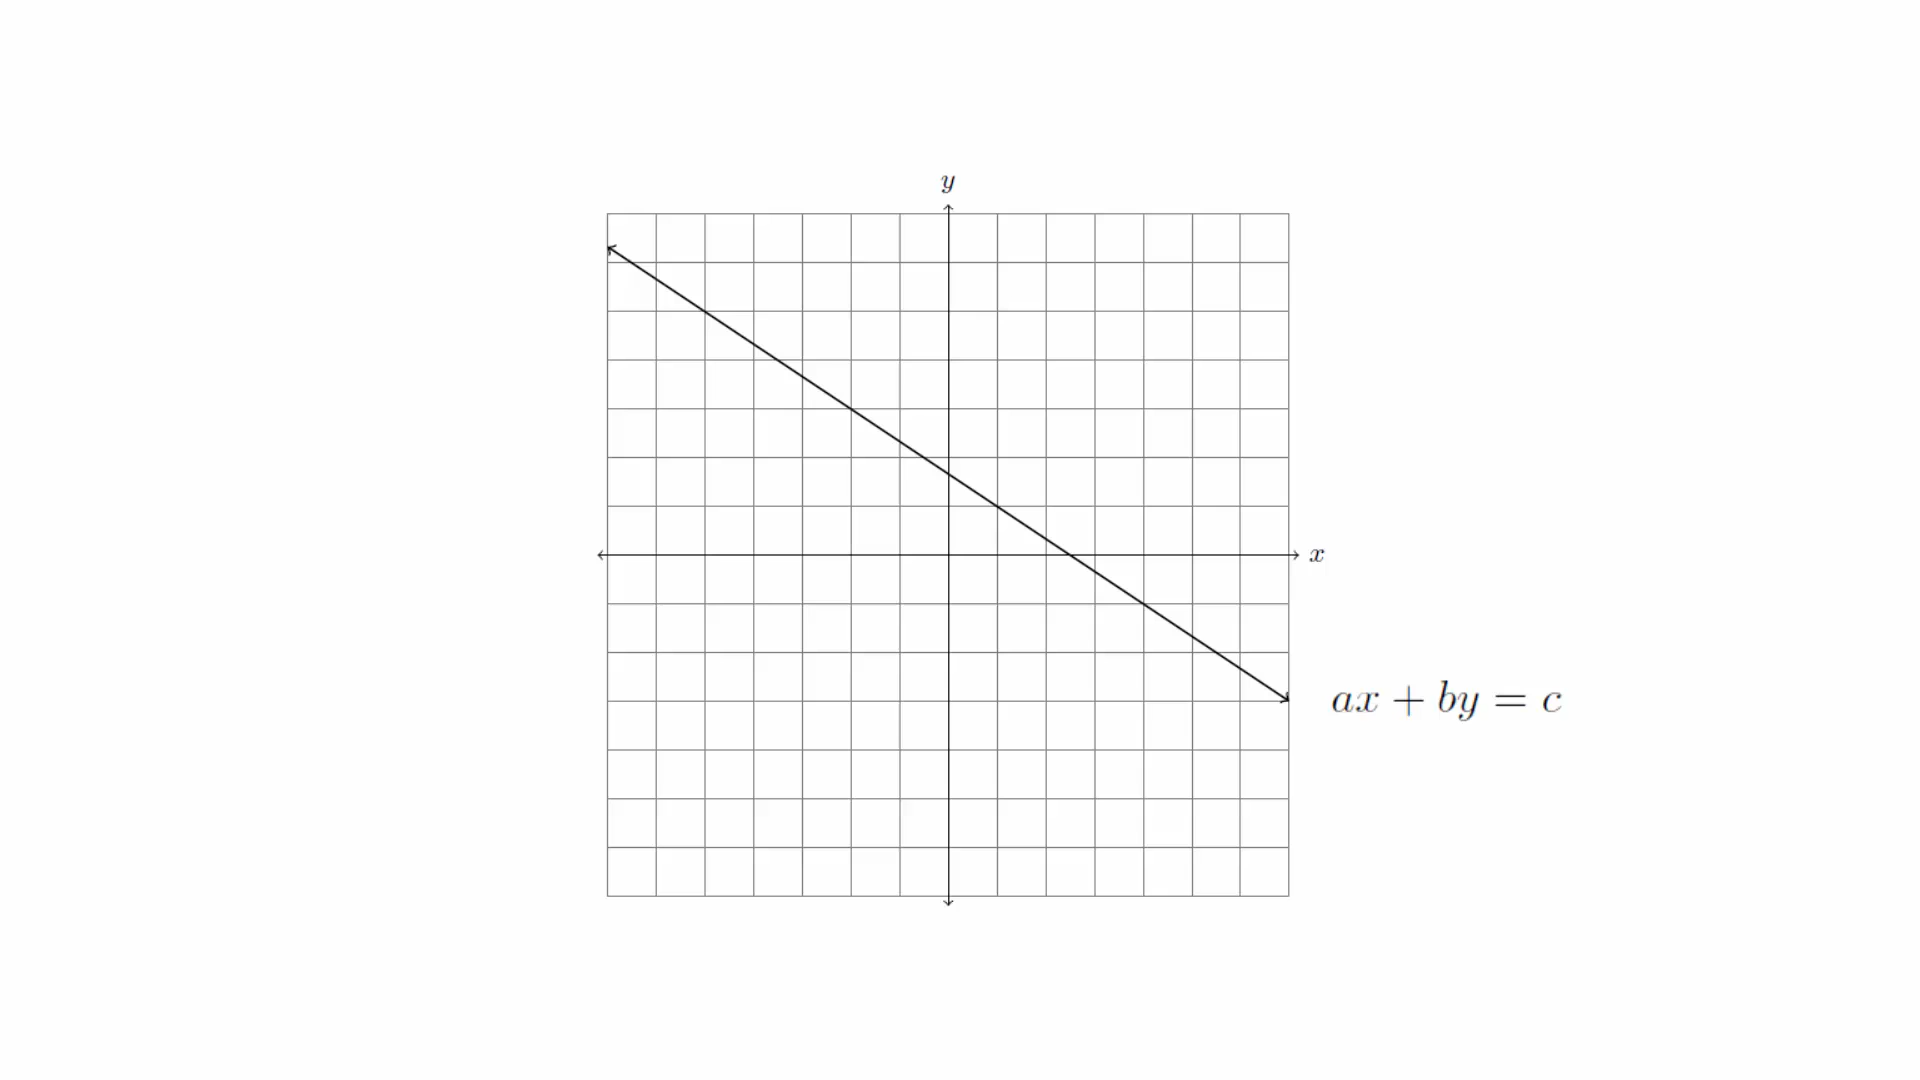 y
x
ax + by = c